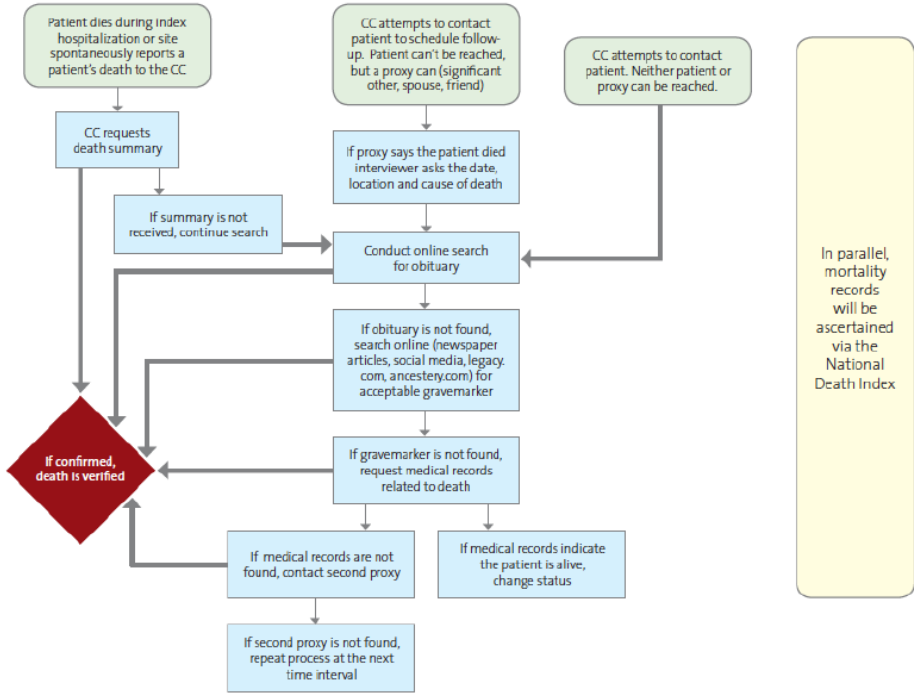 Patient dies during index
hospitalization or site
spontaneously reports a
patient's death to the CC
CC attempts to contact
patient to schedule follow-
up. Patient can't be reached,
but a proxy can (significant
other, spouse, friend)
CC attempts to contact
patient. Neither patient or
proxy can be reached.
CC requests
death summary
If proxy says the patient died
interviewer asks the date,
location and cause of death
If summary is not
received, continue search
Conduct online search
for obituary
In parallel,
mortality
records
will be
ascertained
via the
National
Death Index
If obituary is not found,
search online (newspaper
articles, social media, legacy.
com, ancestery.com) for
acceptable gravemarker
If confirmed,
death is verified
If gravemarker is not found,
request medical records
related to death
If medical records are not
found, contact second proxy
If medical records indicate
the patient is alive,
change status
If second proxy is not found,
repeat process at the next
time interval